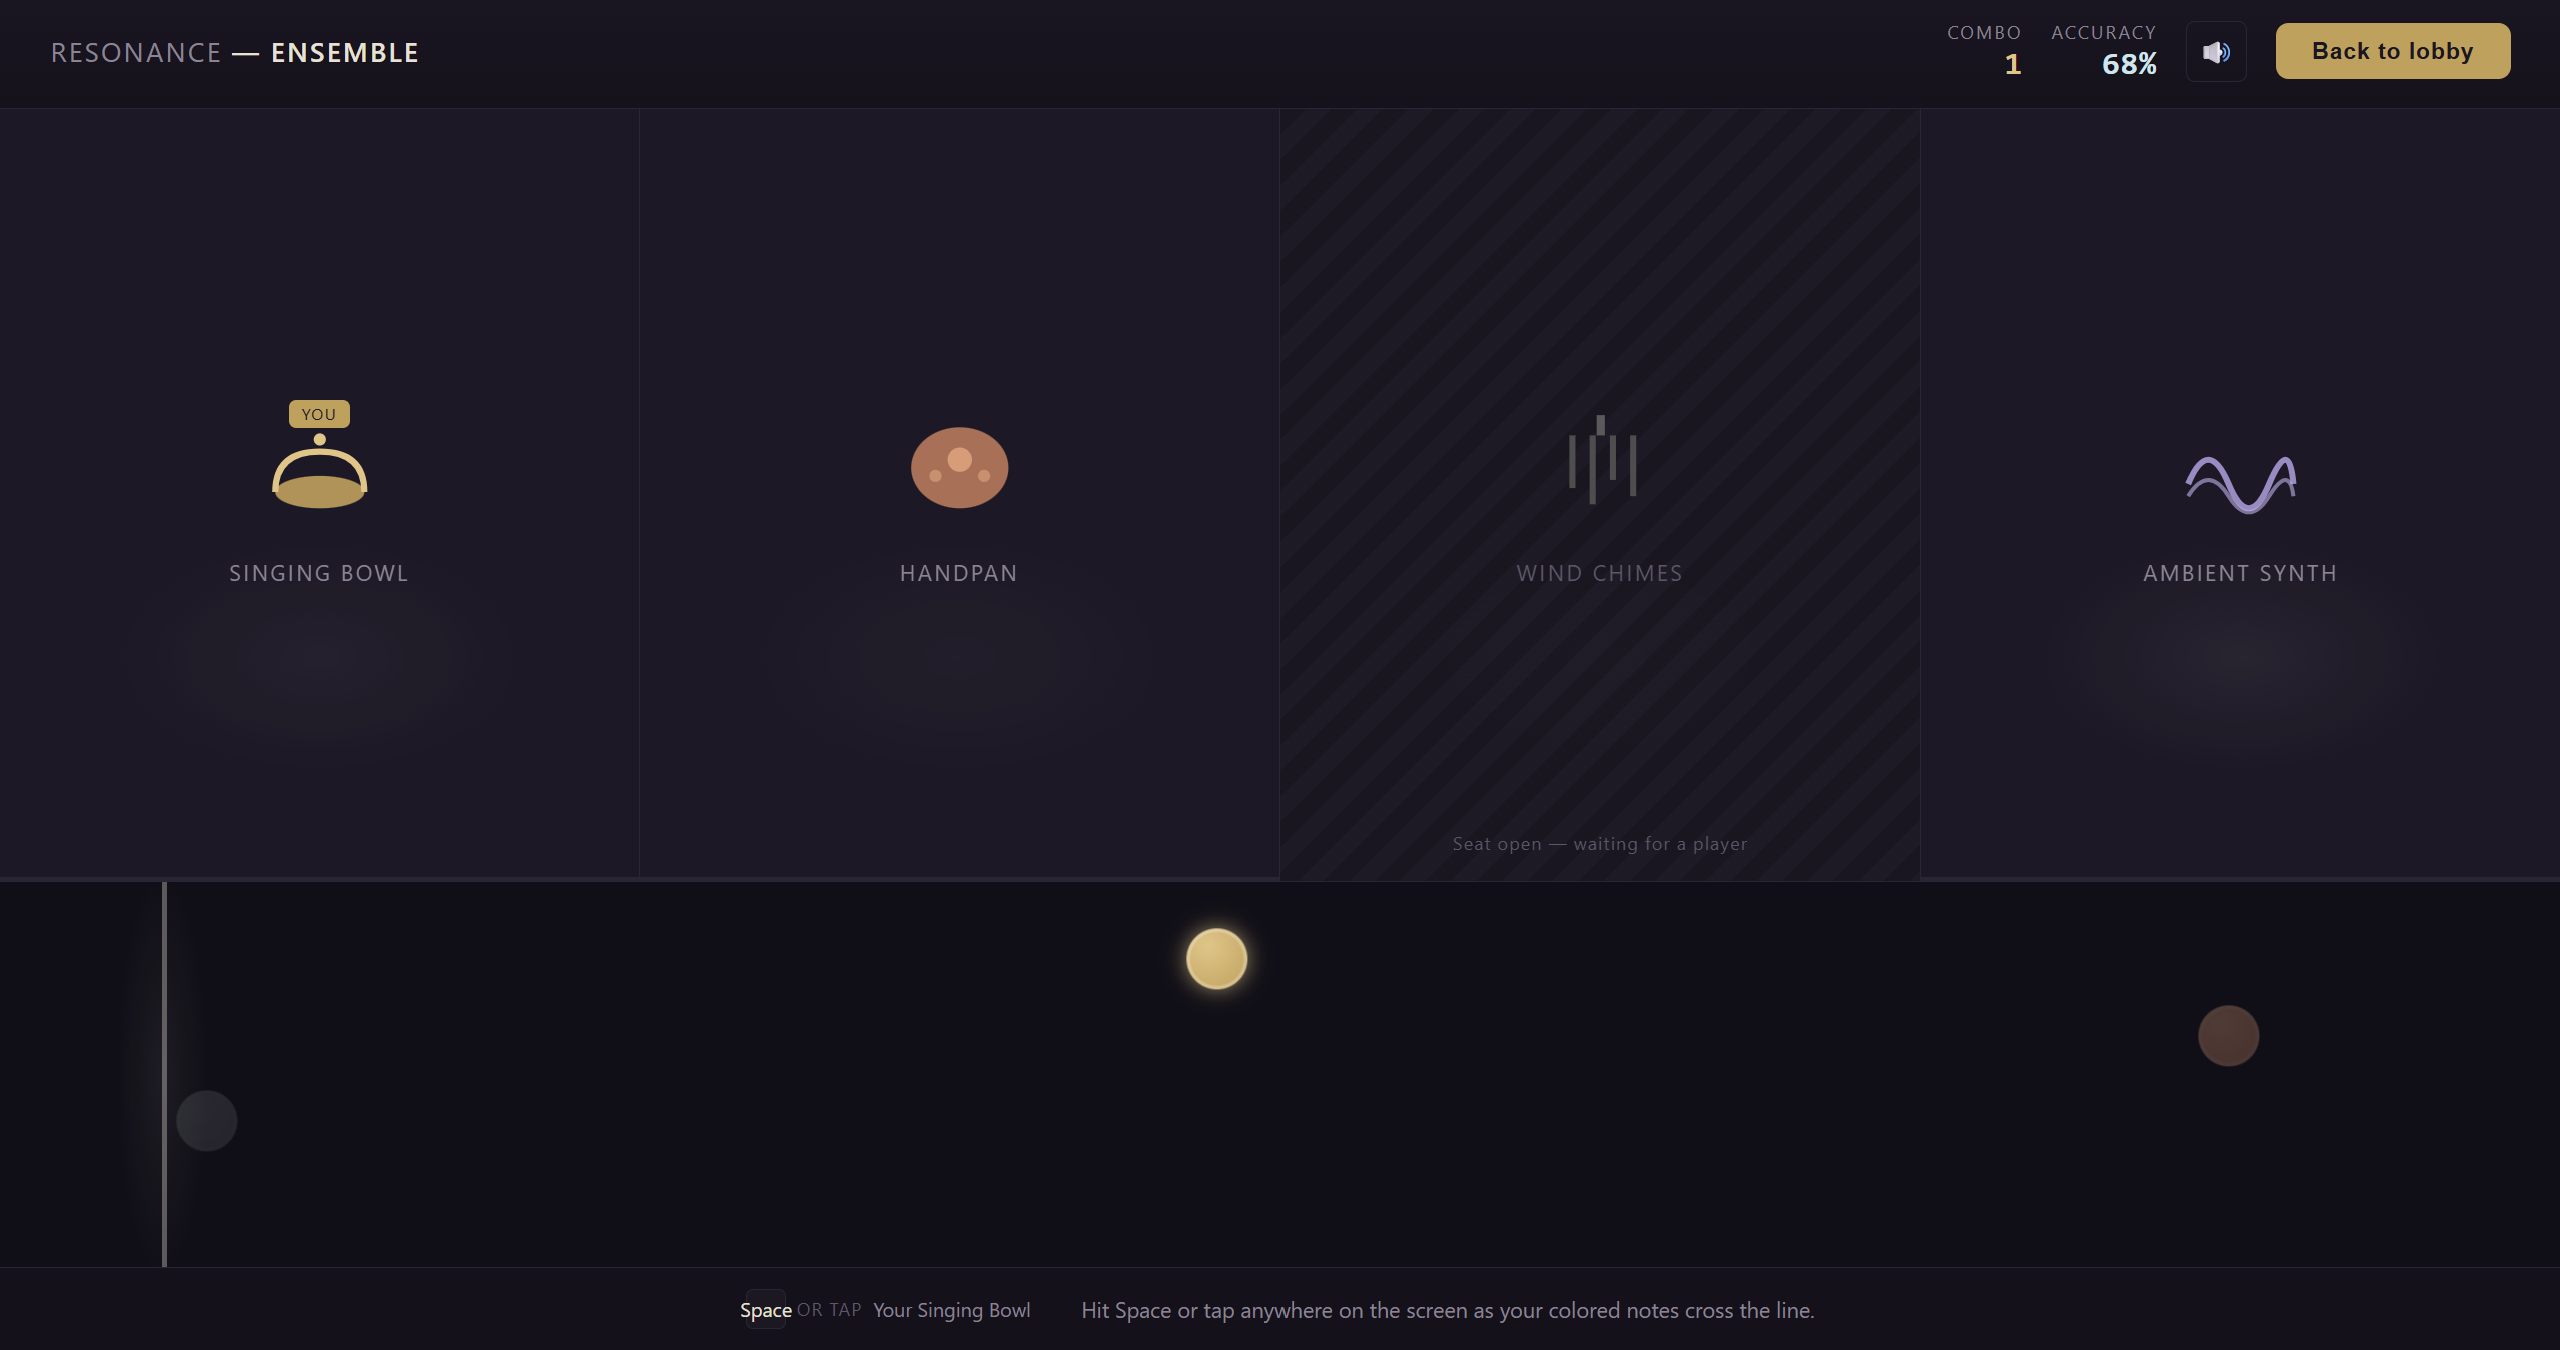 RESONANCE — ENSEMBLE
COMBO
1
ACCURACY
68%
Back to lobby
YOU
SINGING BOWL
HANDPAN
WIND CHIMES
AMBIENT SYNTH
Seat open — waiting for a player
Space OR TAP Your Singing Bowl
Hit Space or tap anywhere on the screen as your colored notes cross the line.